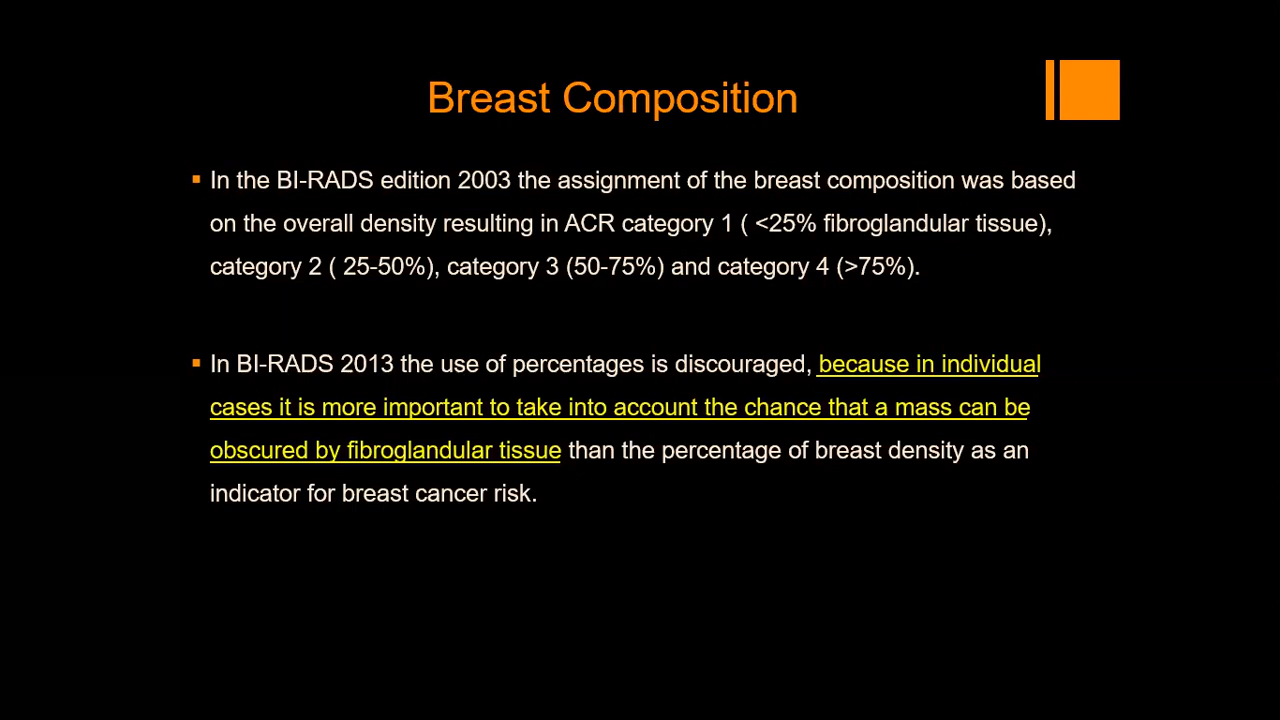 Breast Composition
In the BI-RADS edition 2003 the assignment of the breast composition was based
on the overall density resulting in ACR category 1 ( <25% fibroglandular tissue),
category 2 ( 25-50%), category 3 (50-75%) and category 4 (>75%).
In BI-RADS 2013 the use of percentages is discouraged, because in individual
cases it is more important to take into account the chance that a mass can be
obscured by fibroglandular tissue than the percentage of breast density as an
indicator for breast cancer risk.